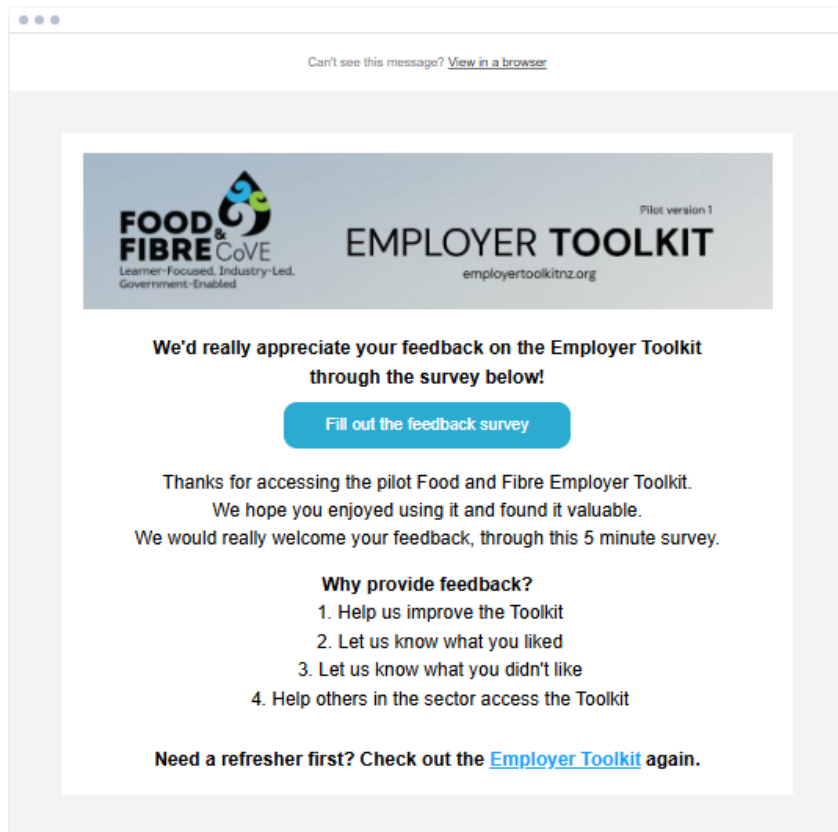 Can't see this message? View in a browser
FOOD &
FIBRE CoVE
Learner-Focused, Industry-Led,
Government-Enabled
Pilot version 1
EMPLOYER TOOLKIT
employertoolkitnz.org
We'd really appreciate your feedback on the Employer Toolkit
through the survey below!
Fill out the feedback survey
Thanks for accessing the pilot Food and Fibre Employer Toolkit.
We hope you enjoyed using it and found it valuable.
We would really welcome your feedback, through this 5 minute survey.
Why provide feedback?
1. Help us improve the Toolkit
2. Let us know what you liked
3. Let us know what you didn't like
4. Help others in the sector access the Toolkit
Need a refresher first? Check out the Employer Toolkit again.